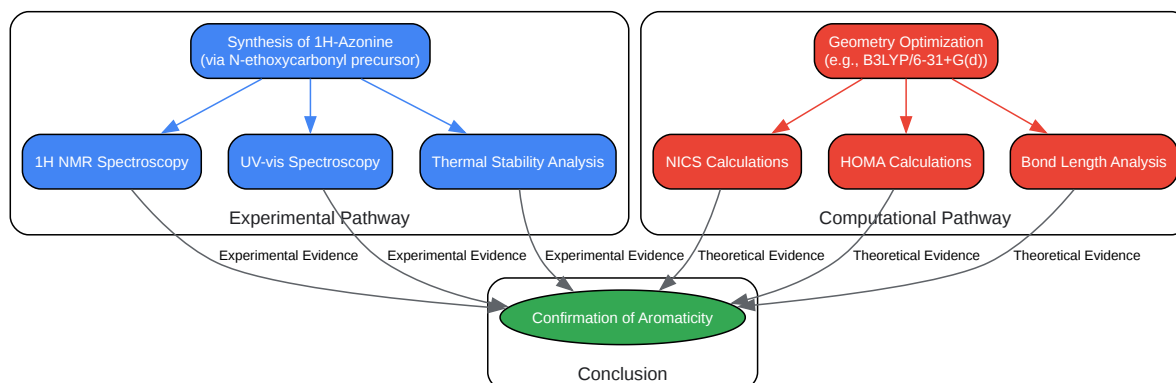 Synthesis of 1H-Azonine
(via N-ethoxycarbonyl precursor)
Geometry Optimization
(e.g., B3LYP/6-31+G(d))
1H NMR Spectroscopy
UV-vis Spectroscopy
Thermal Stability Analysis
NICS Calculations
HOMA Calculations
Bond Length Analysis
Experimental Pathway
Computational Pathway
Experimental Evidence
Experimental Evidence
Experimental Evidence
Theoretical Evidence
Theoretical Evidence
Theoretical Evidence
Confirmation of Aromaticity
Conclusion